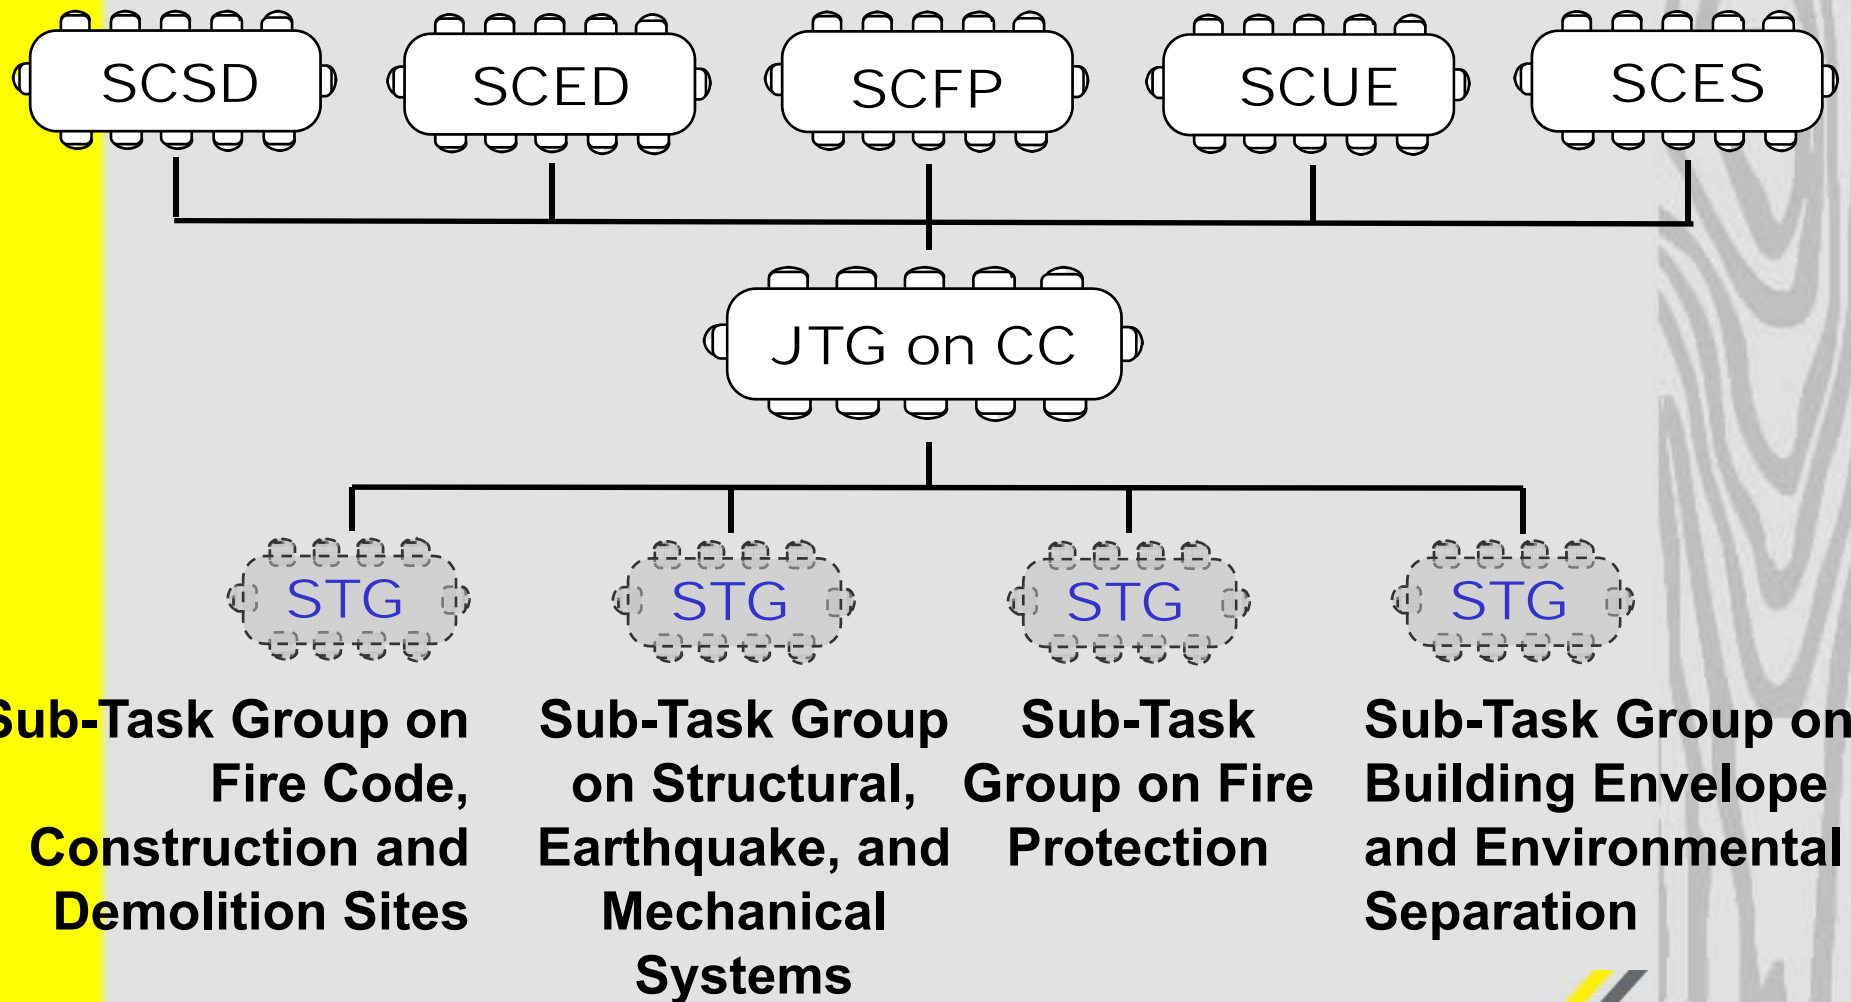 SCSD
SCED
SCFP
SCUE
SCES
JTG on CC
STG
STG
STG
STG
Sub-Task Group on
Fire Code,
Construction and
Demolition Sites
Sub-Task Group
on Structural,
Earthquake, and
Mechanical
Systems
Sub-Task
Group on Fire
Protection
Sub-Task Group on
Building Envelope
and Environmental
Separation